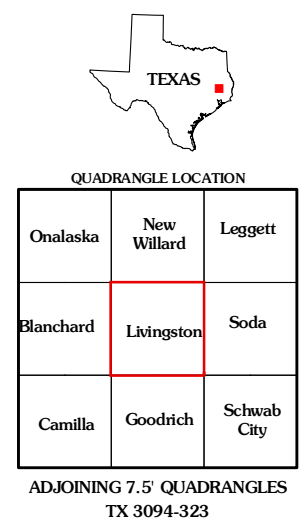 TEXAS
QUADRANGLE LOCATION
Onalaska
New
Willard
Leggett
Blanchard
Livingston
Soda
Camilla
Goodrich
Schwab
City
ADJOINING 7.5' QUADRANGLES
TX 3094-323